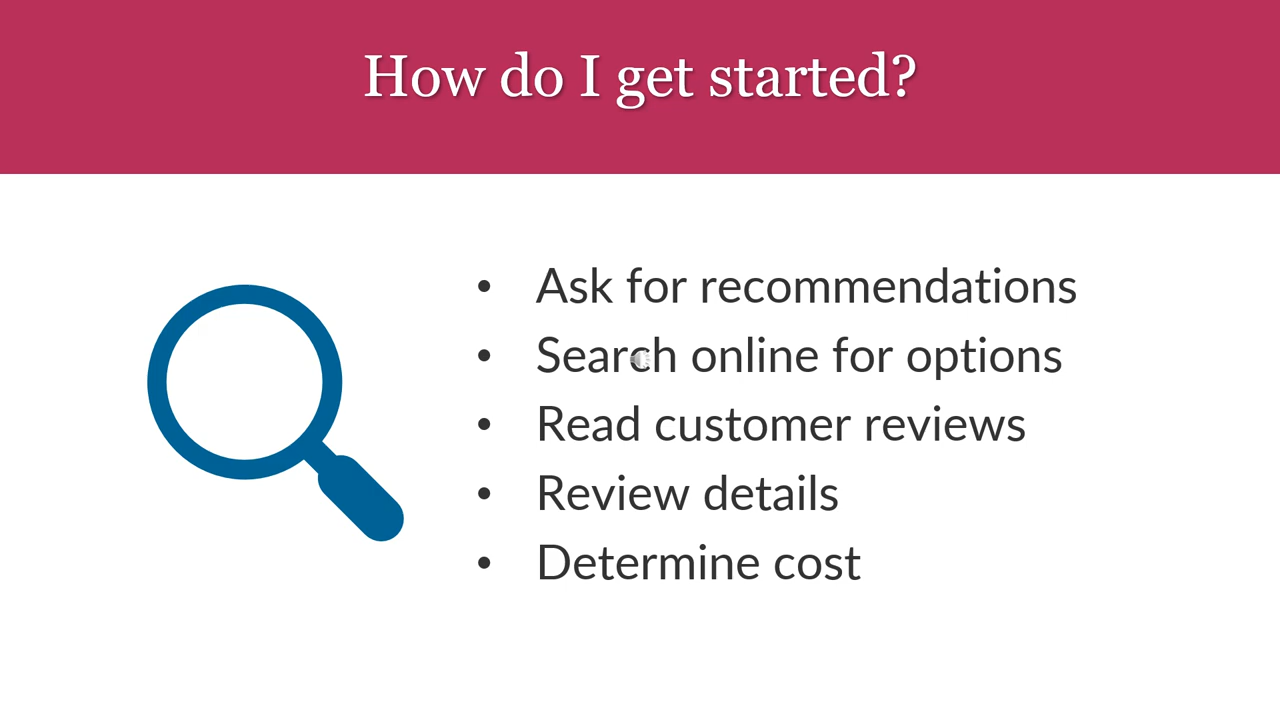 How do I get started?
• Ask for recommendations
• Search online for options
• Read customer reviews
• Review details
• Determine cost